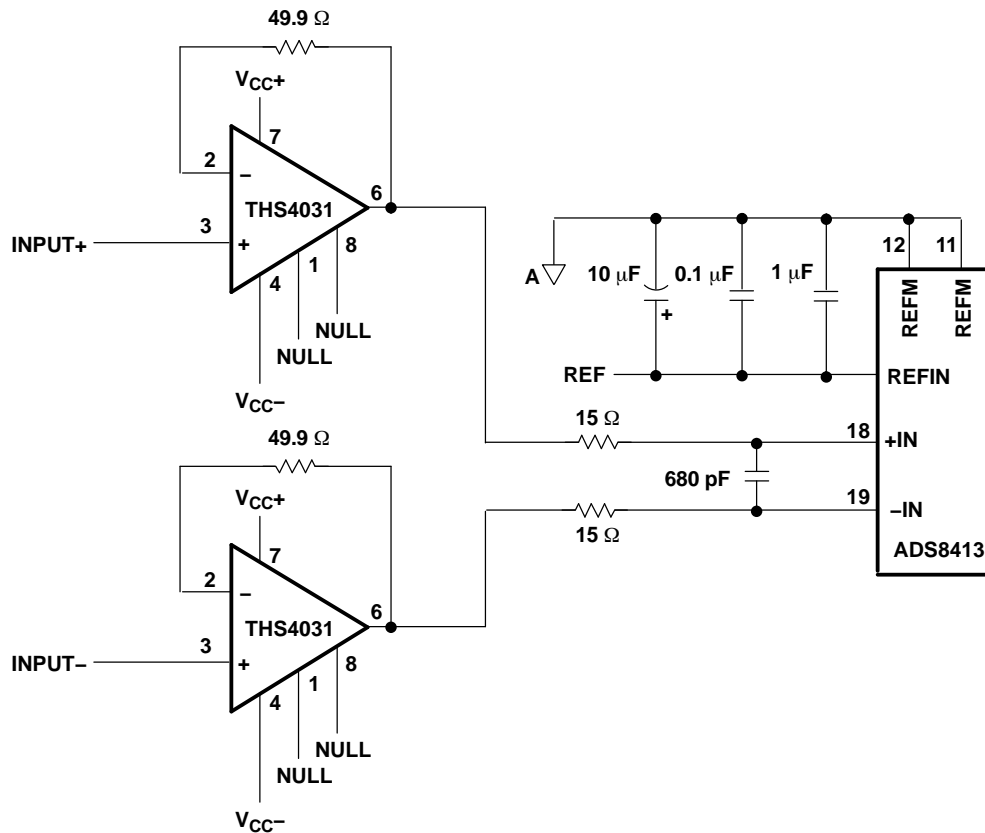 49.9 Ω
VCC+
7
2
−
THS4031
6
INPUT+
3
+
8
1
4
NULL
NULL
VCC−
A
10 µF
0.1 µF
1 µF
12
11
REFM
REFM
+
REF
REFIN
15 Ω
18
+IN
680 pF
19
−IN
15 Ω
ADS8413
49.9 Ω
VCC+
7
2
−
THS4031
6
INPUT−
3
+
8
1
4
NULL
NULL
VCC−